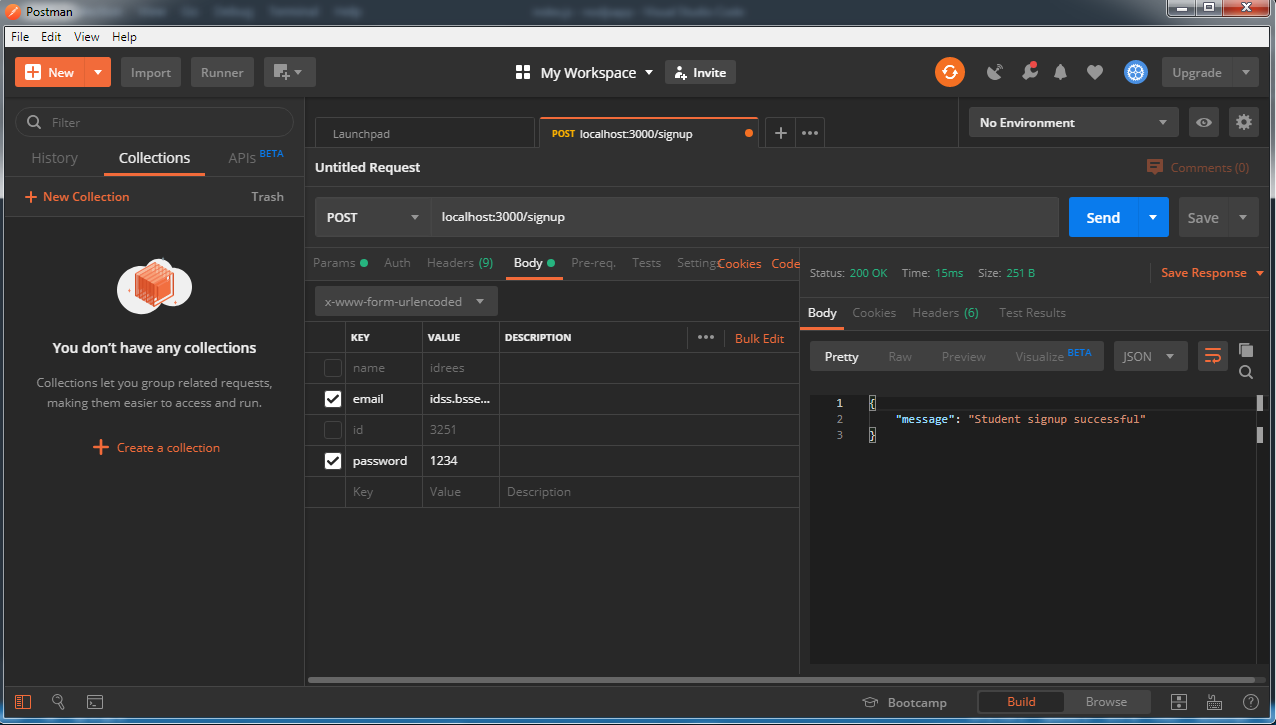 Postman
File Edit View Help
New Import Runner My Workspace Invite Upgrade
Filter
History Collections APIs BETA
New Collection Trash
You don't have any collections
Collections let you group related requests,
making them easier to access and run.
Create a collection
Launchpad POST localhost:3000/signup No Environment
Untitled Request Comments (0)
POST localhost:3000/signup Send Save
Params Auth Headers (9) Body Pre-req. Tests Settings Cookies Code
x-www-form-urlencoded
KEY VALUE DESCRIPTION Bulk Edit
name idrees
email idss.bsse...
id 3251
password 1234
Key Value Description
Status: 200 OK Time: 15ms Size: 251 B Save Response
Body Cookies Headers (6) Test Results
Pretty Raw Preview Visualize BETA JSON
1 {
2 "message": "Student signup successful"
3 }
Bootcamp Build Browse